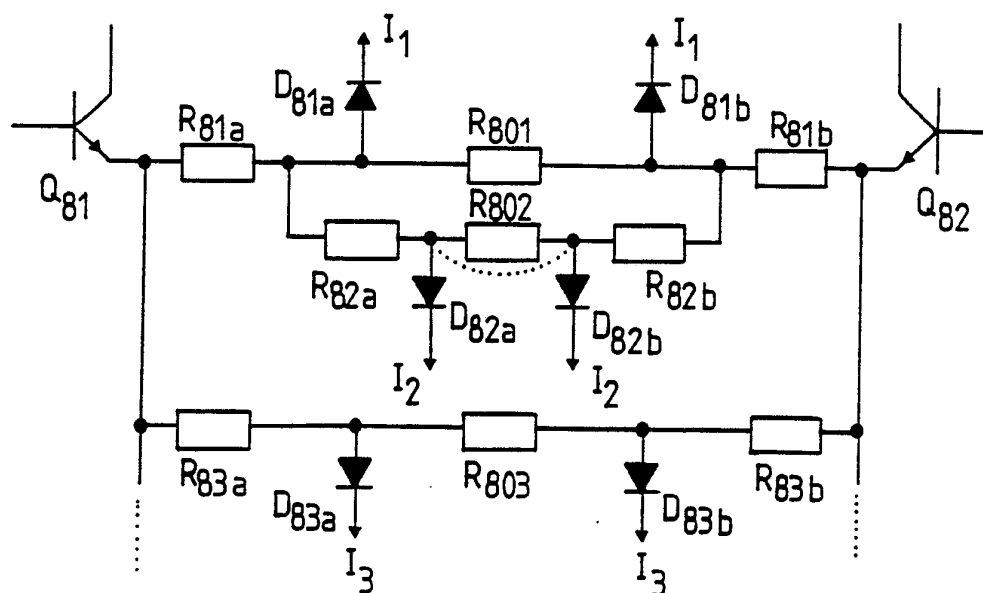 I1 I1
D81a D81b
R81a R801 R81b
Q81 R802 Q82
R82a R82b
D82a D82b
I2 I2
R83a R803 R83b
D83a D83b
I3 I3